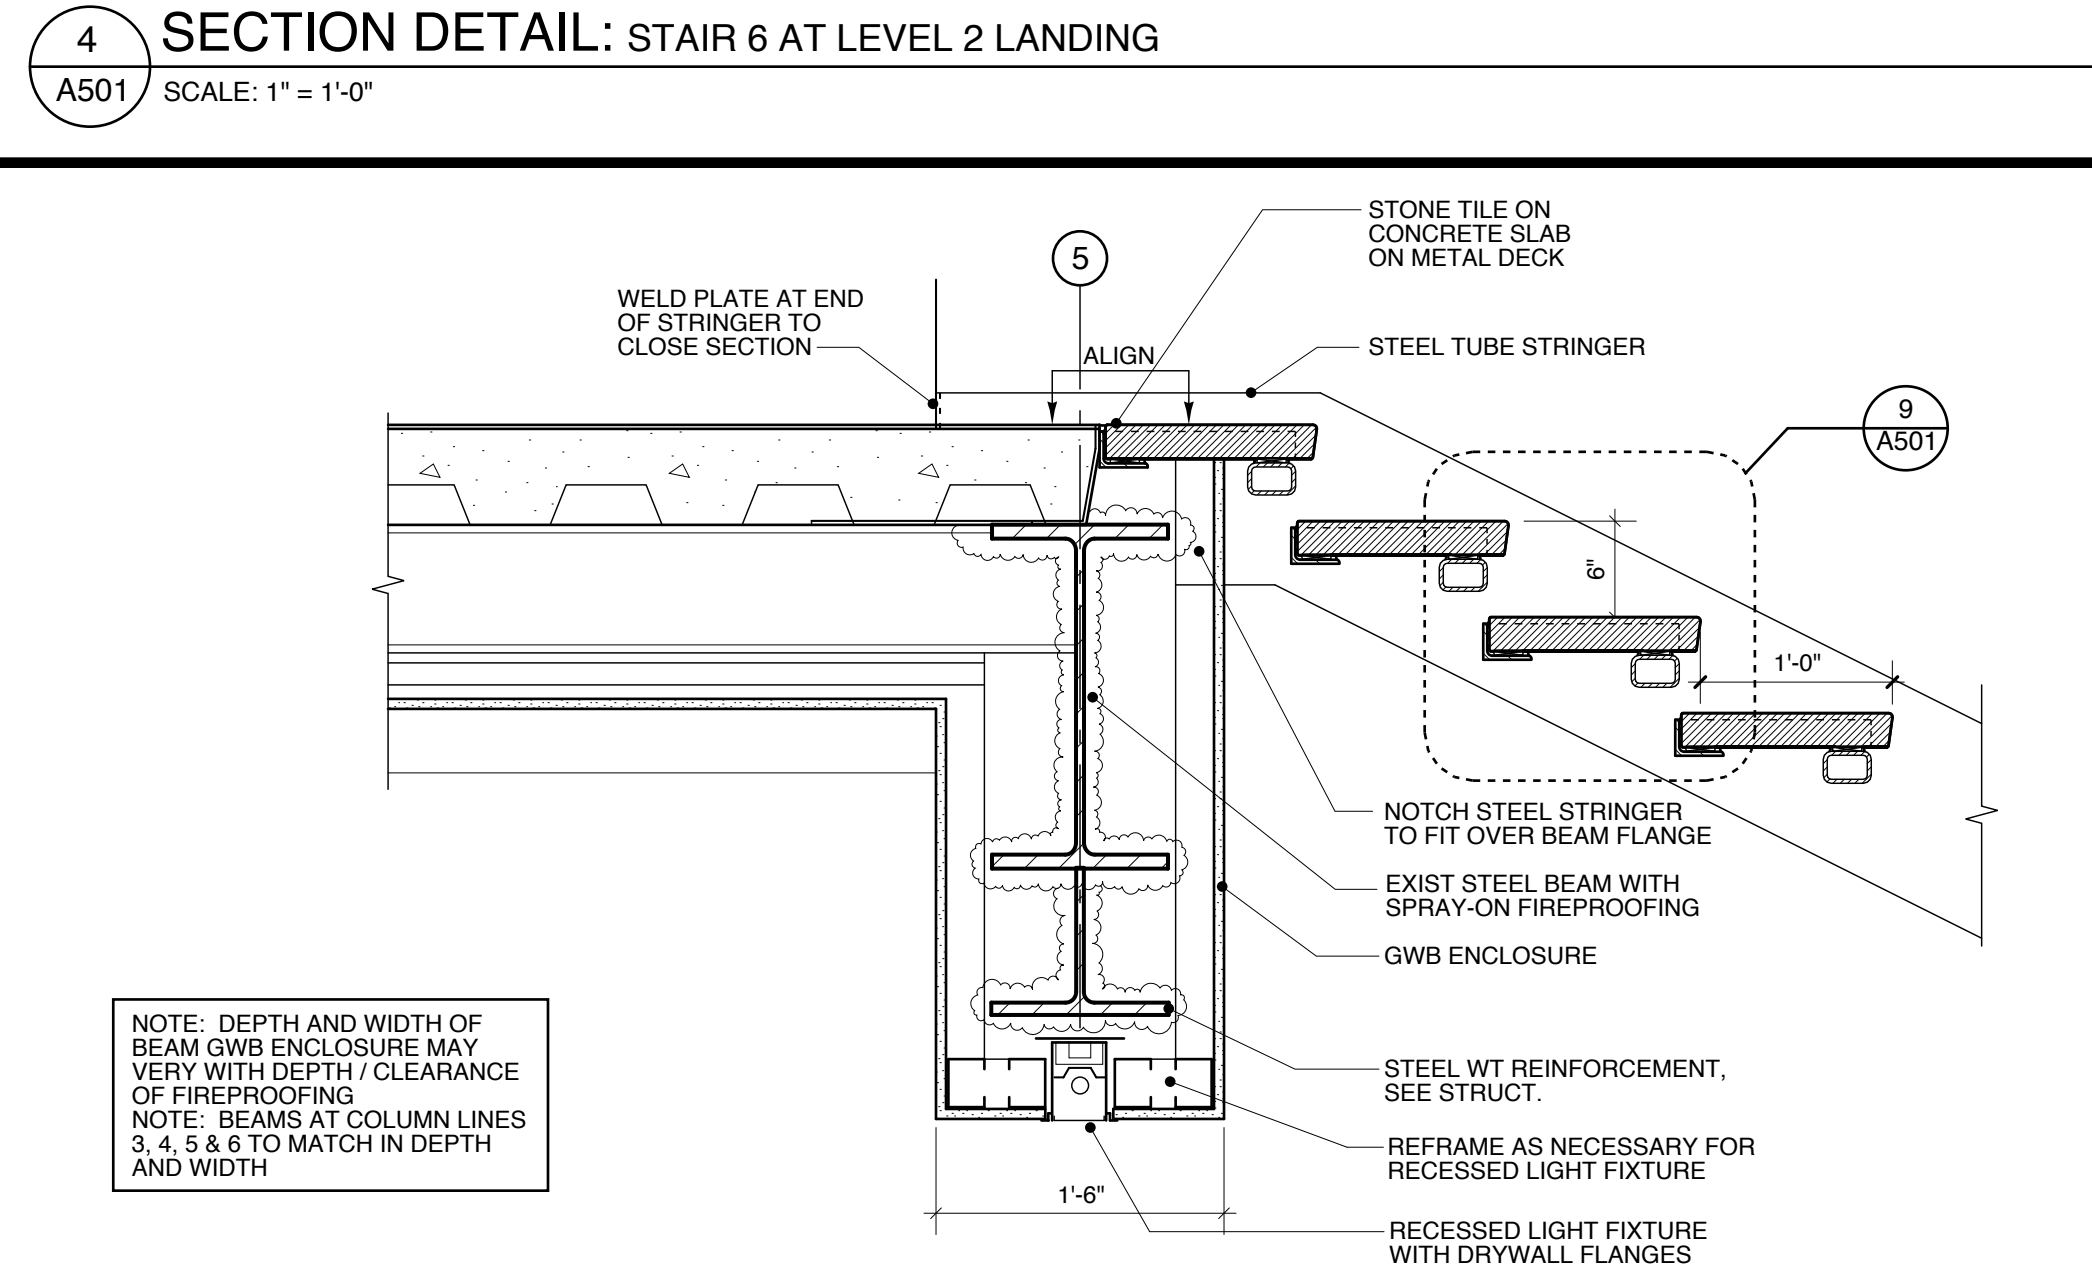 4
A501
SECTION DETAIL: STAIR 6 AT LEVEL 2 LANDING
SCALE: 1" = 1'-0"
STONE TILE ON
CONCRETE SLAB
ON METAL DECK
5
WELD PLATE AT END
OF STRINGER TO
CLOSE SECTION
ALIGN
STEEL TUBE STRINGER
9
A501
6"
1'-0"
NOTCH STEEL STRINGER
TO FIT OVER BEAM FLANGE
EXIST STEEL BEAM WITH
SPRAY-ON FIREPROOFING
GWB ENCLOSURE
NOTE: DEPTH AND WIDTH OF
BEAM GWB ENCLOSURE MAY
VERY WITH DEPTH / CLEARANCE
OF FIREPROOFING
NOTE: BEAMS AT COLUMN LINES
3, 4, 5 & 6 TO MATCH IN DEPTH
AND WIDTH
STEEL WT REINFORCEMENT,
SEE STRUCT.
REFRAME AS NECESSARY FOR
RECESSED LIGHT FIXTURE
1'-6"
RECESSED LIGHT FIXTURE
WITH DRYWALL FLANGES